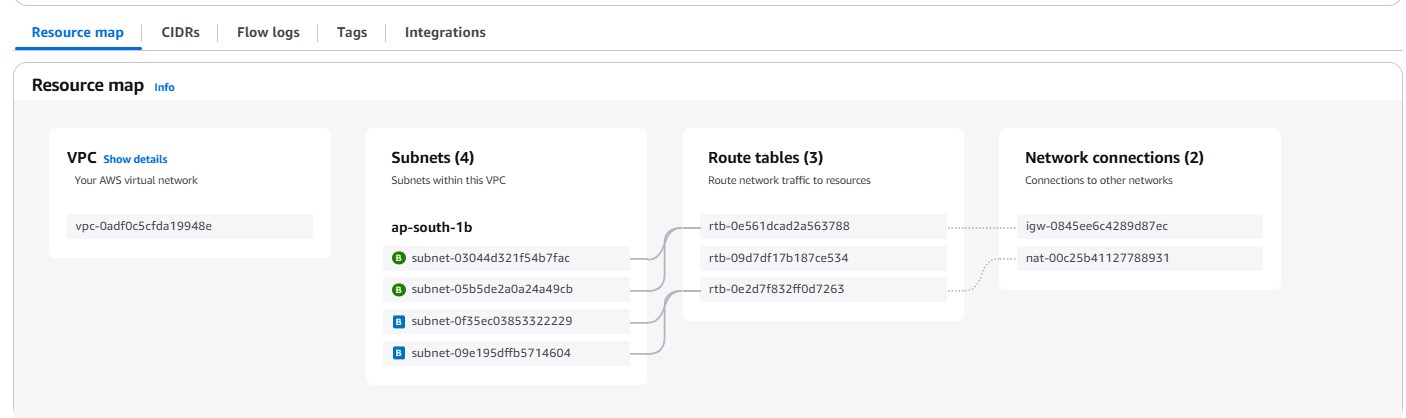 Resource map
CIDRs
Flow logs
Tags
Integrations
Resource map Info
VPC Show details
Your AWS virtual network
vpc-0adf0c5cfda19948e
Subnets (4)
Subnets within this VPC
ap-south-1b
B subnet-03044d321f54b7fac
B subnet-05b5de2a0a24a49cb
B subnet-0f35ec03853322229
B subnet-09e195dffb5714604
Route tables (3)
Route network traffic to resources
rtb-0e561dcad2a563788
rtb-09d7df17b187ce534
rtb-0e2d7f832ff0d7263
Network connections (2)
Connections to other networks
igw-0845ee6c4289d87ec
nat-00c25b41127788931